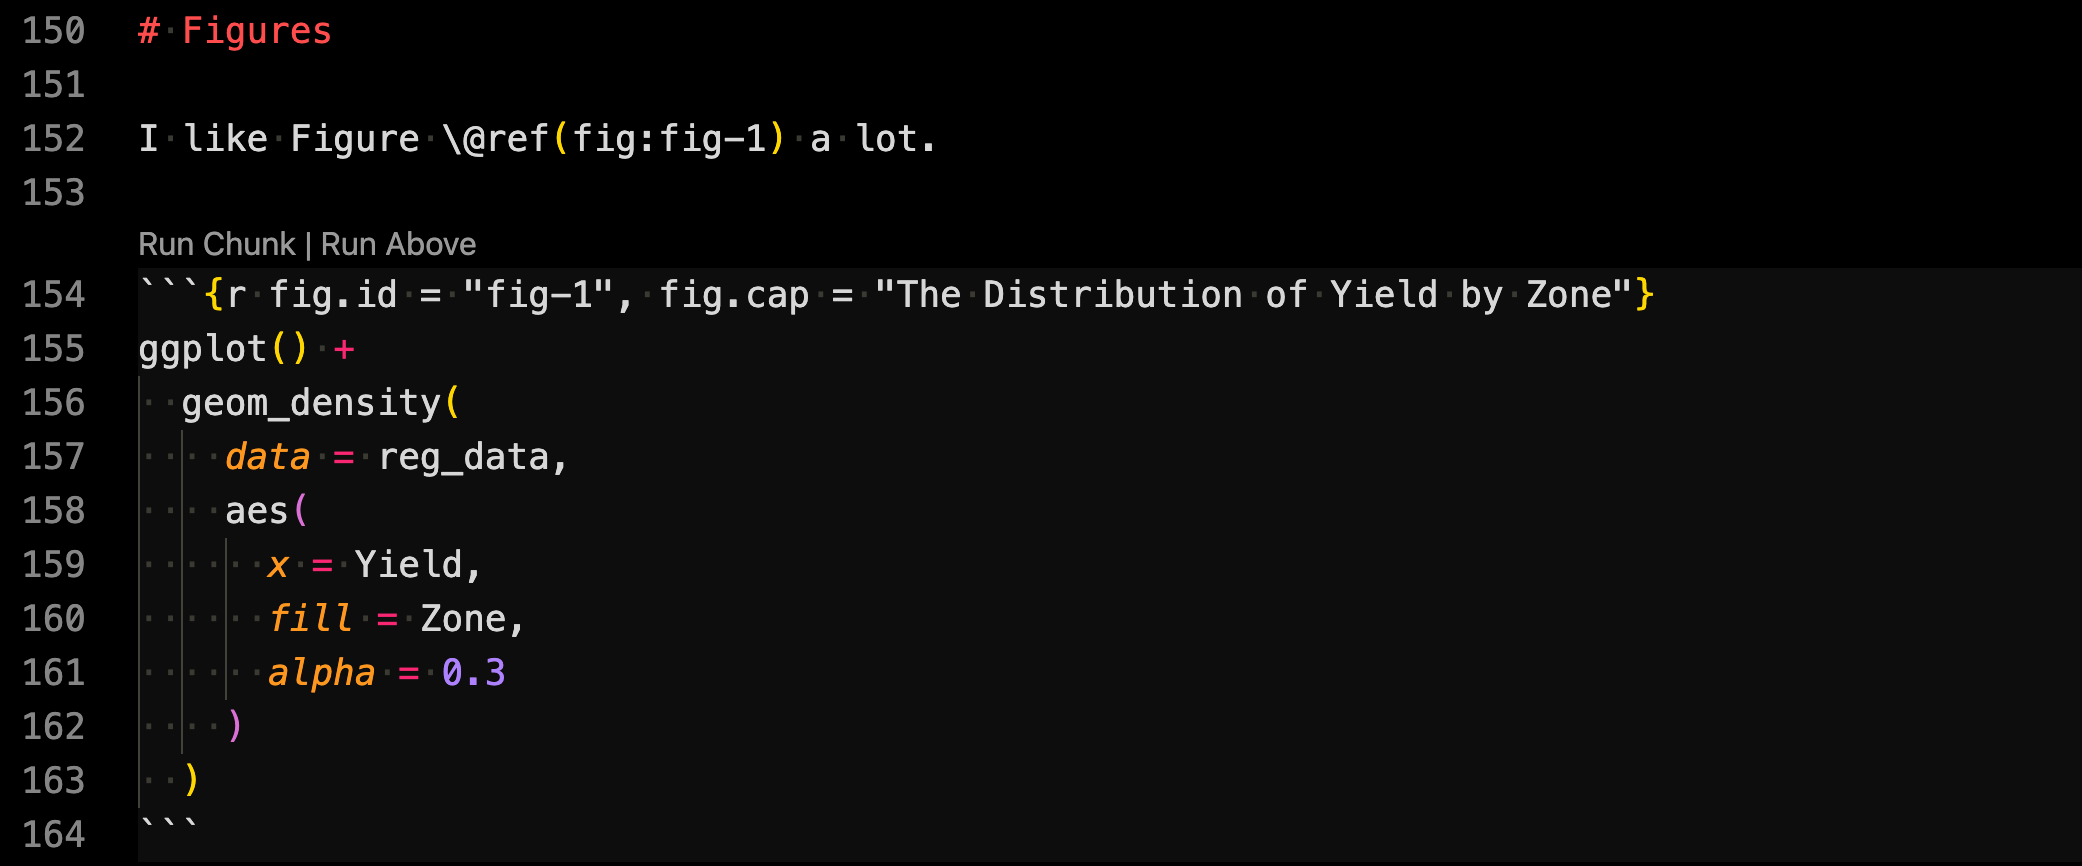 150 # Figures
151
152 I like Figure \@ref(fig:fig-1) a lot.
153
Run Chunk | Run Above
154 ```{r fig.id = "fig-1", fig.cap = "The Distribution of Yield by Zone"}
155 ggplot() +
156   geom_density(
157     data = reg_data,
158     aes(
159       x = Yield,
160       fill = Zone,
161       alpha = 0.3
162     )
163   )
164 ```